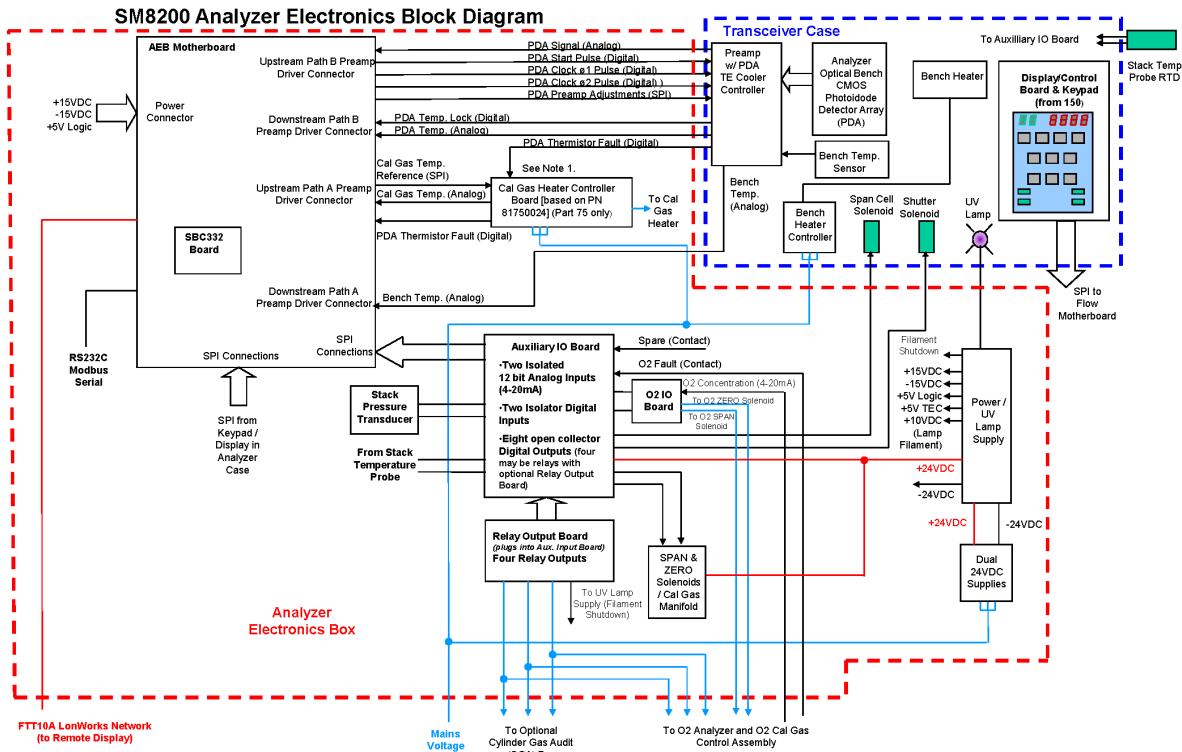 SM8200 Analyzer Electronics Block Diagram
AEB Motherboard
Upstream Path B Preamp
Driver Connector
+15VDC
-15VDC
+5V Logic
Power
Connector
Downstream Path B
Preamp Driver Connector
Upstream Path A Preamp
Driver Connector
SBC332
Board
Downstream Path A
Preamp Driver Connector
SPI
Connections
SPI Connections
RS232C
Modbus
Serial
SPI from
Keypad /
Display in
Analyzer
Case
PDA Signal (Analog)
PDA Start Pulse (Digital)
PDA Clock ø1 Pulse (Digital)
PDA Clock ø2 Pulse (Digital )
PDA Preamp Adjustments (SPI)
PDA Temp. Lock (Digital)
PDA Temp. (Analog)
PDA Thermistor Fault (Digital)
Cal Gas Temp.
Reference (SPI)
Cal Gas Temp. (Analog)
See Note 1.
Cal Gas Heater Controller
Board [based on PN
81750024] (Part 75 only)
To Cal
Gas
Heater
PDA Thermistor Fault (Digital)
Bench Temp. (Analog)
Transceiver Case
Preamp
w/ PDA
TE Cooler
Controller
Analyzer
Optical Bench
CMOS
Photoidode
Detector Array
(PDA)
Bench Heater
Bench Temp.
Sensor
Bench
Temp.
(Analog)
Bench
Heater
Controller
Span Cell
Solenoid
Shutter
Solenoid
UV
Lamp
To Auxilliary IO Board
Stack Temp
Probe RTD
Display/Control
Board & Keypad
(from 150)
SPI to
Flow
Motherboard
Auxiliary IO Board
·Two Isolated
12 bit Analog Inputs
(4-20mA)
·Two Isolator Digital
Inputs
·Eight open collector
Digital Outputs (four
may be relays with
optional Relay Output
Board)
Spare (Contact)
O2 Fault (Contact)
O2 IO
Board
O2 Concentration (4-20mA)
To O2 ZERO Solenoid
To O2 SPAN
Solenoid
Stack
Pressure
Transducer
From Stack
Temperature
Probe
Relay Output Board
(plugs into Aux. Input Board)
Four Relay Outputs
To UV Lamp
Supply (Filament
Shutdown)
SPAN &
ZERO
Solenoids
/ Cal Gas
Manifold
Filament
Shutdown
+15VDC
-15VDC
+5V Logic
+5V TEC
+10VDC
(Lamp
Filament)
+24VDC
-24VDC
Power /
UV
Lamp
Supply
+24VDC
-24VDC
Dual
24VDC
Supplies
Analyzer
Electronics Box
FTT10A LonWorks Network
(to Remote Display)
Mains
Voltage
To Optional
Cylinder Gas Audit
To O2 Analyzer and O2 Cal Gas
Control Assembly